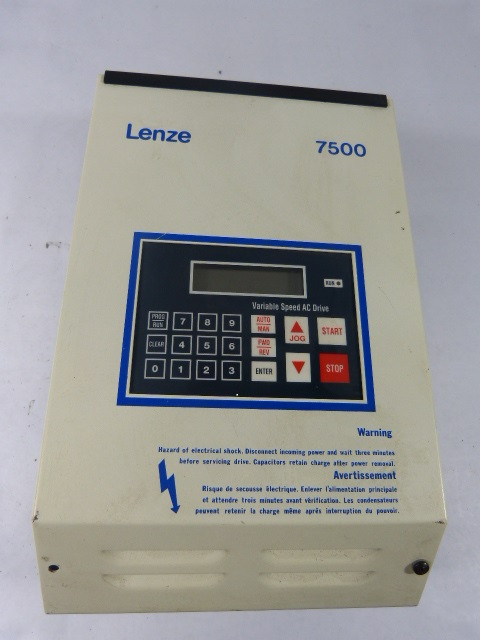 Lenze
7500
RUN
Variable Speed AC Drive
PROG RUN 7 8 9 AUTO MAN JOG START
CLEAR 4 5 6 FWD REV STOP
0 1 2 3 ENTER
Warning
Hazard of electrical shock. Disconnect incoming power and wait three minutes
before servicing drive. Capacitors retain charge after power removal.
Avertissement
Risque de secousse électrique. Enlever l'alimentation principale
et attendre trois minutes avant vérification. Les condensateurs
peuvent retenir la charge même après interruption du pouvoir.